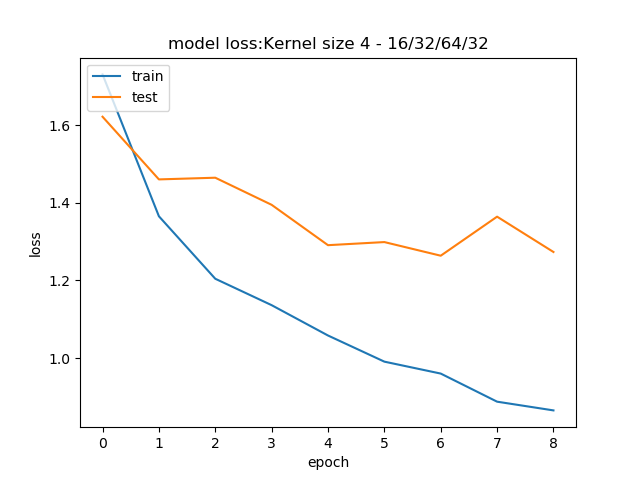 model loss:Kernel size 4 - 16/32/64/32
train
test
1.6
1.4
1.2
1.0
loss
0 1 2 3 4 5 6 7 8
epoch